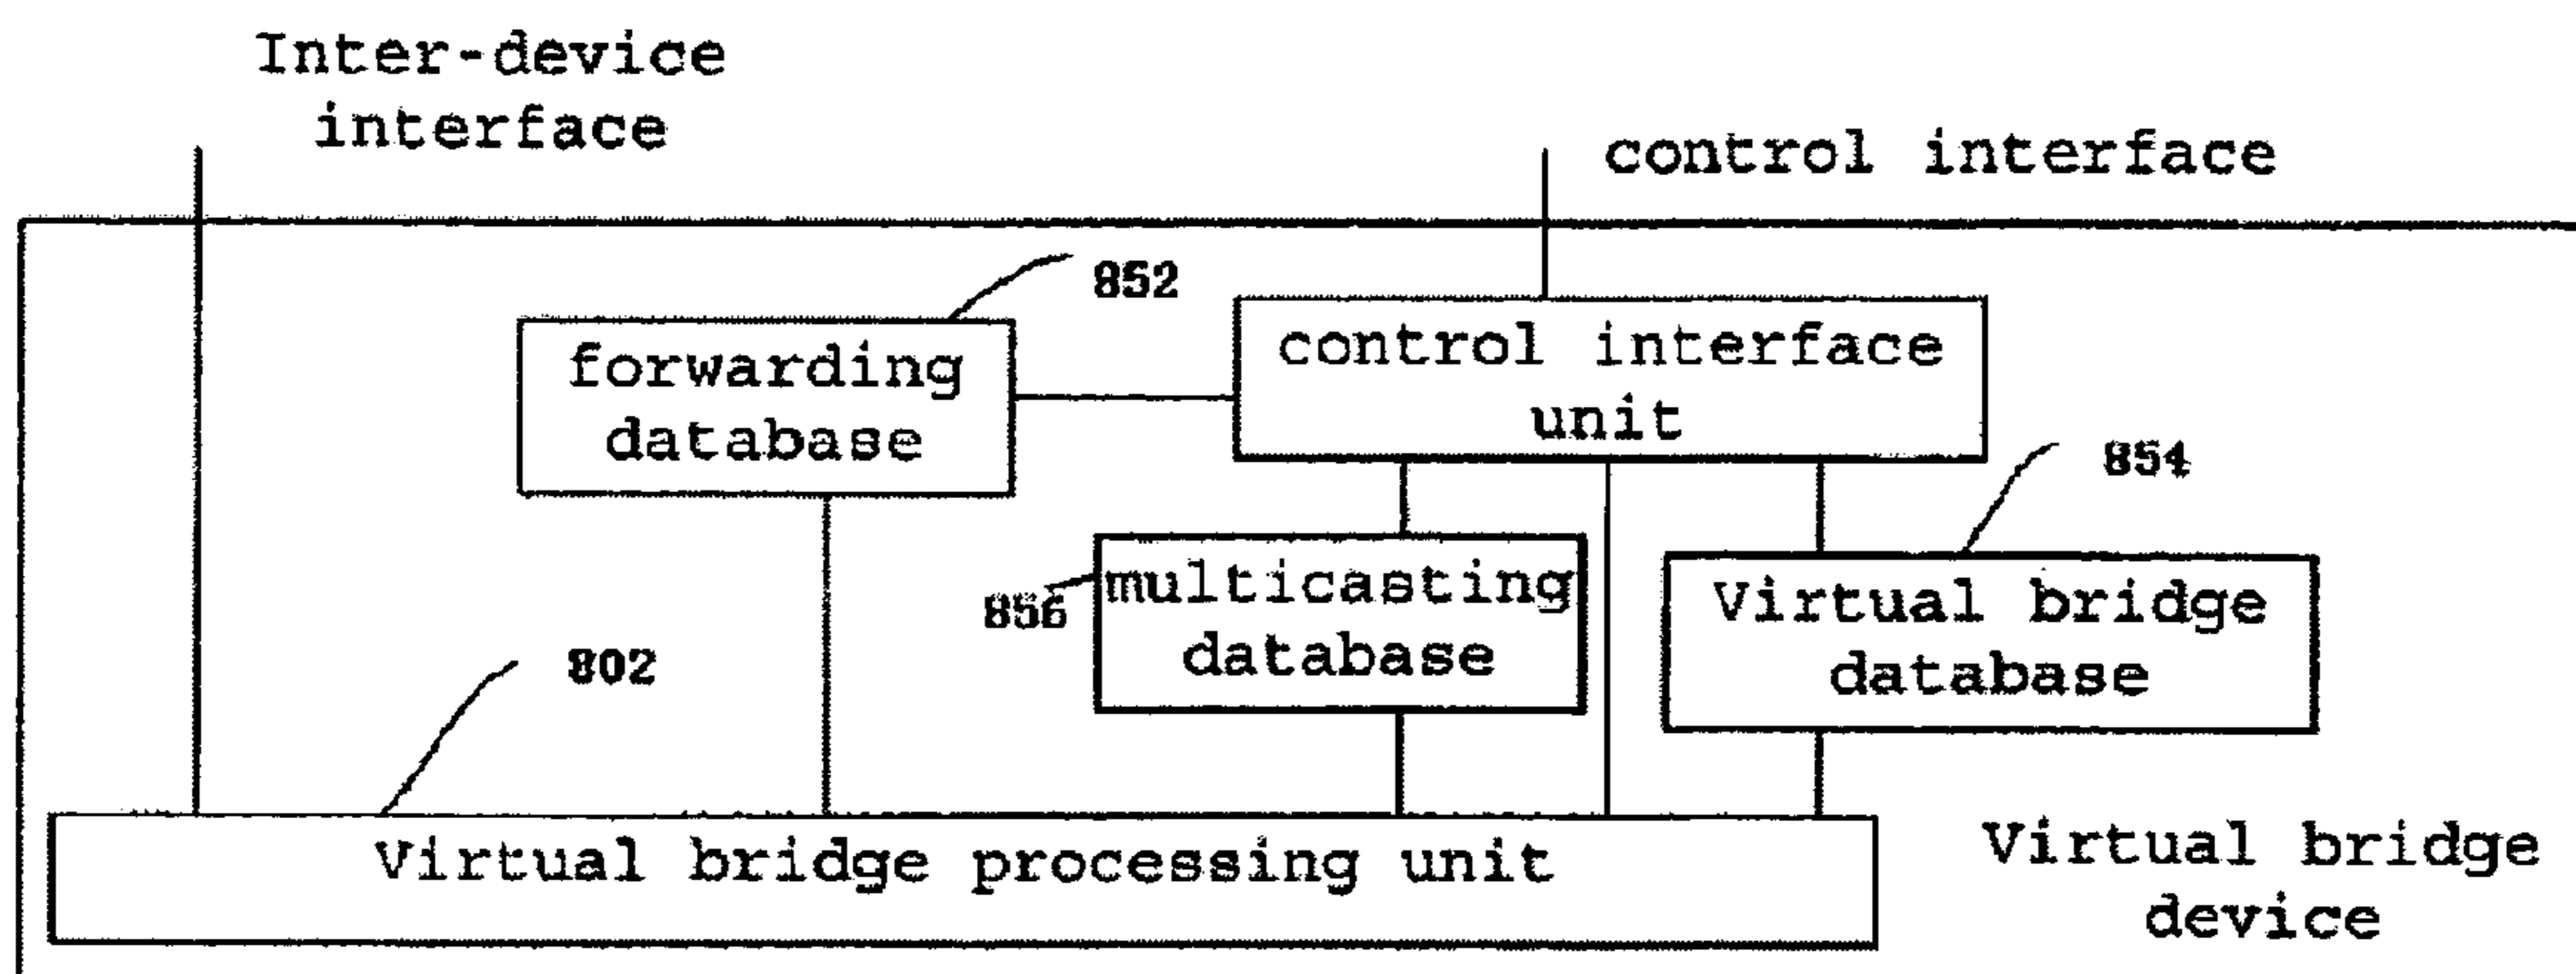 Inter-device
interface
control interface
852
forwarding
database
control interface
unit
854
856
multicasting
database
Virtual bridge
database
802
Virtual bridge processing unit
Virtual bridge
device